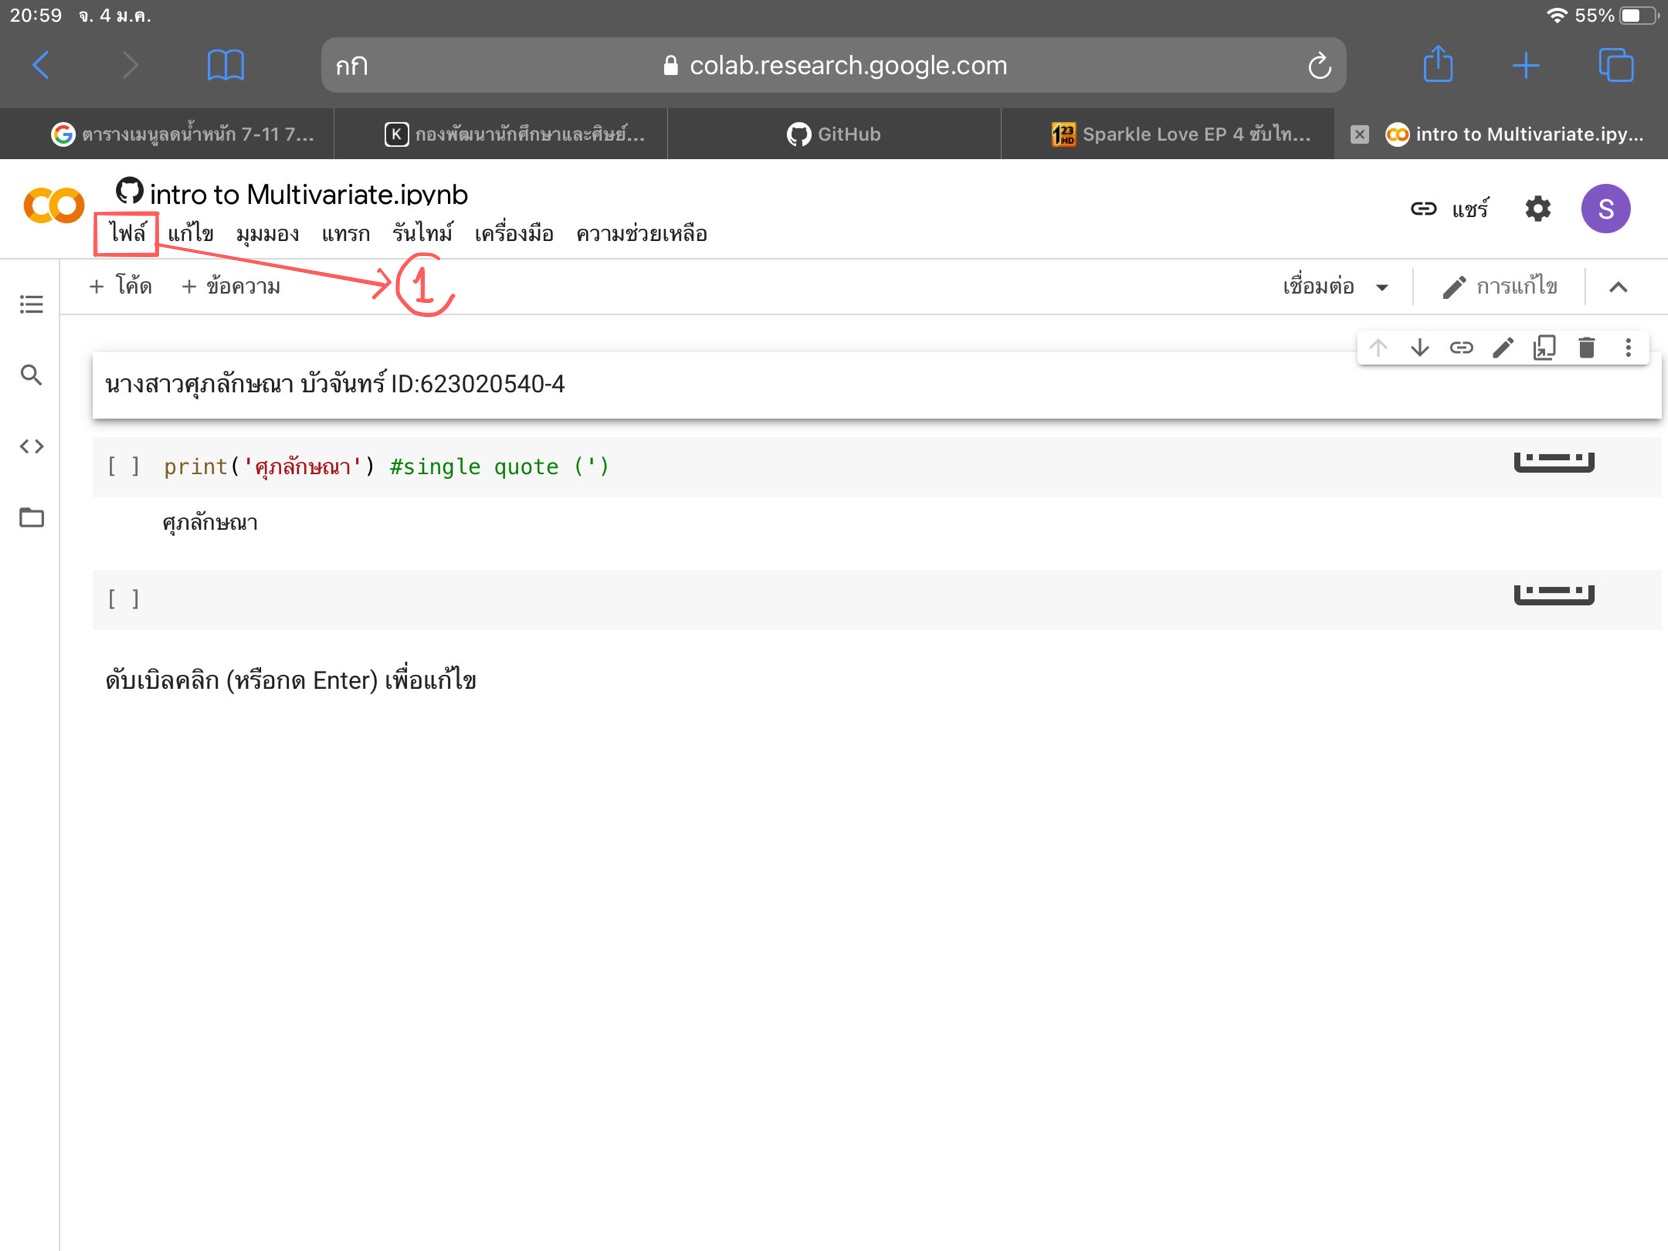 20:59 จ. 4 ม.ค. 55%
กก colab.research.google.com
ตารางเมนูลดน้ำหนัก 7-11 7... กองพัฒนานักศึกษาและศิษย์... GitHub Sparkle Love EP 4 ซับไท... intro to Multivariate.ipy...
intro to Multivariate.ipynb
แชร์ S
ไฟล์ แก้ไข มุมมอง แทรก รันไทม์ เครื่องมือ ความช่วยเหลือ
+ โค้ด + ข้อความ 1 เชื่อมต่อ การแก้ไข
นางสาวศุภลักษณา บัวจันทร์ ID:623020540-4
[ ] print('ศุภลักษณา') #single quote (')
ศุภลักษณา
[ ]
ดับเบิลคลิก (หรือกด Enter) เพื่อแก้ไข